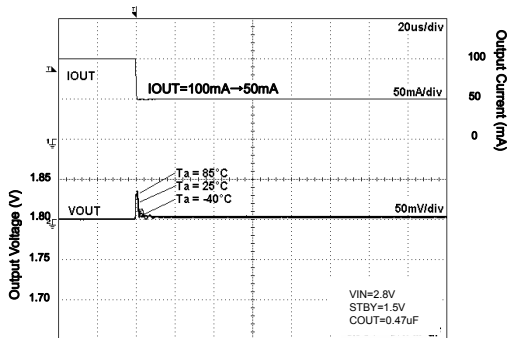 20us/div
Output Current (mA)
100
IOUT
IOUT=100mA→50mA
50mA/div
50
0
1.85
Ta = 85°C
Ta = 25°C
Ta = -40°C
Output Voltage (V)
VOUT
50mV/div
1.80
1.75
VIN=2.8V
1.70
STBY=1.5V
COUT=0.47uF